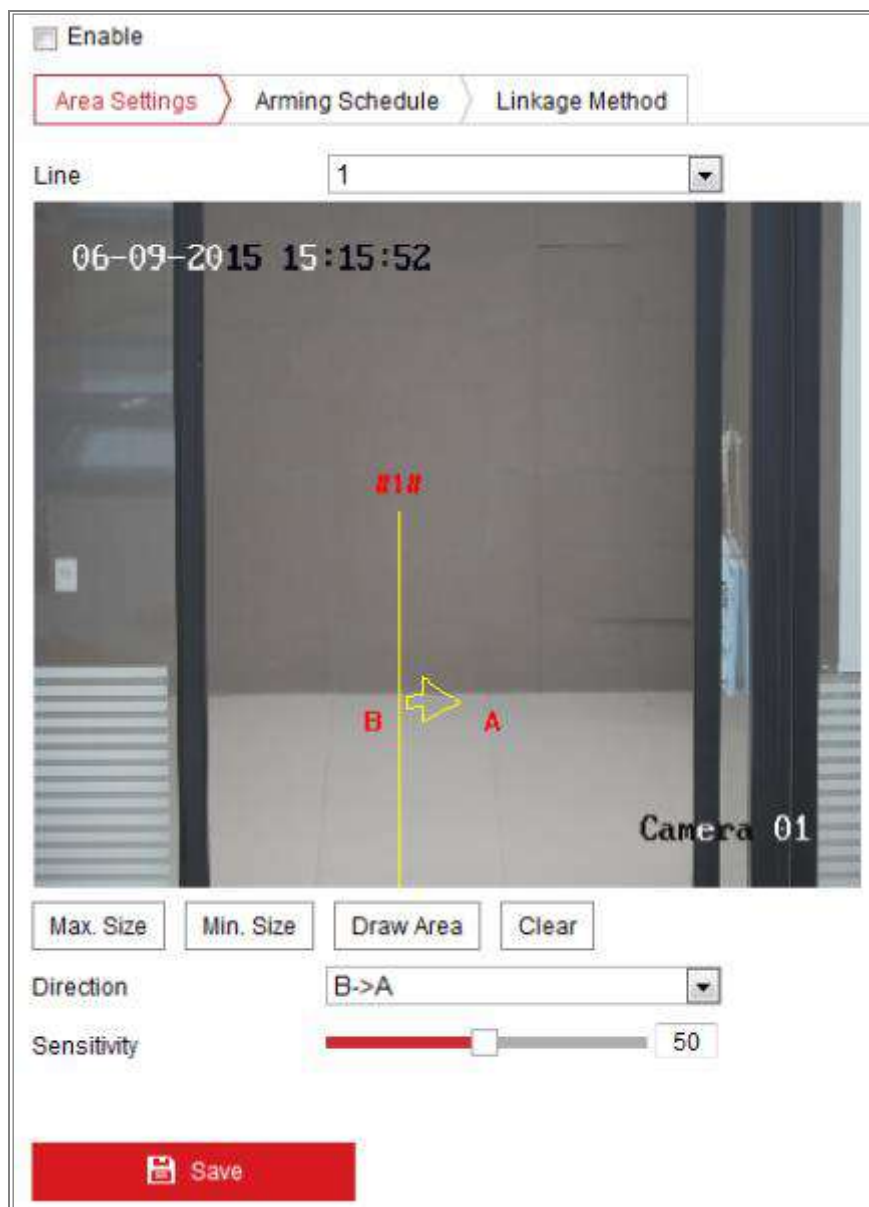 Enable
Area Settings Arming Schedule Linkage Method
Line 1
06-09-2015 15:15:52
#1#
B A
Camera 01
Max. Size Min. Size Draw Area Clear
Direction B->A
Sensitivity 50
Save